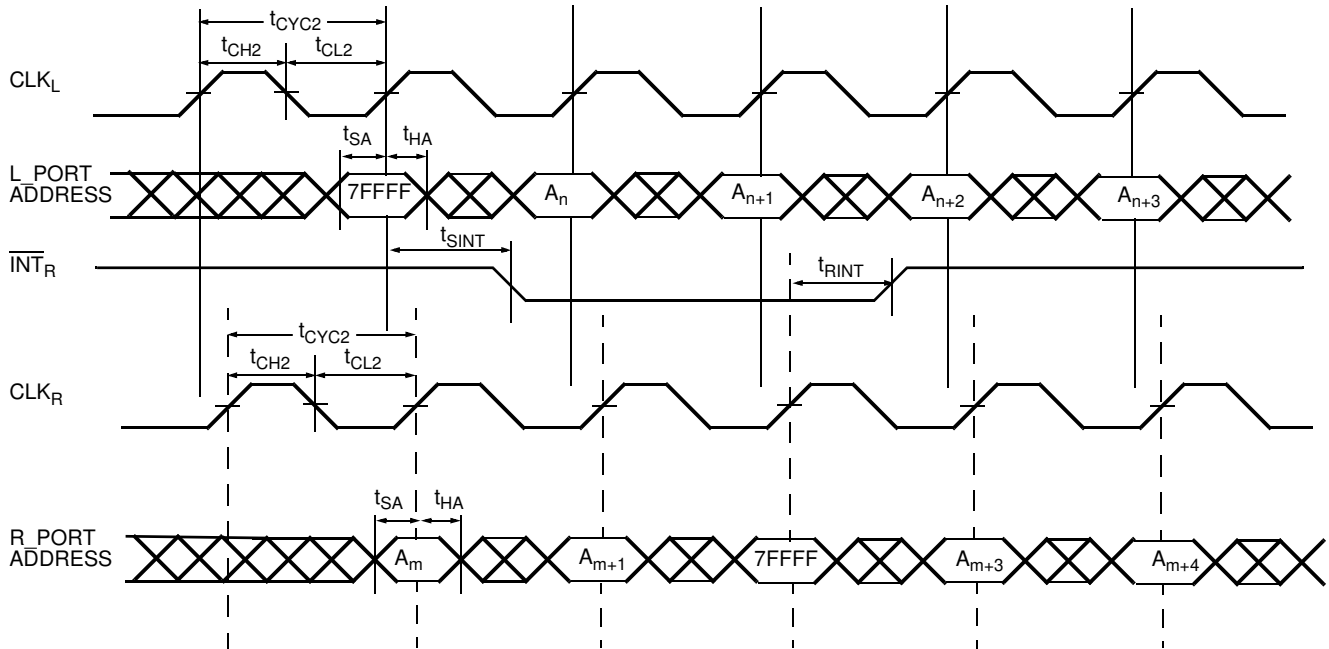 tCYC2
tCH2 tCL2
CLKL
tSA tHA
L_PORT
ADDRESS
7FFFF An An+1 An+2 An+3
tSINT
INTR
tRINT
tCYC2
tCH2 tCL2
CLKR
tSA tHA
R_PORT
ADDRESS
Am Am+1 7FFFF Am+3 Am+4